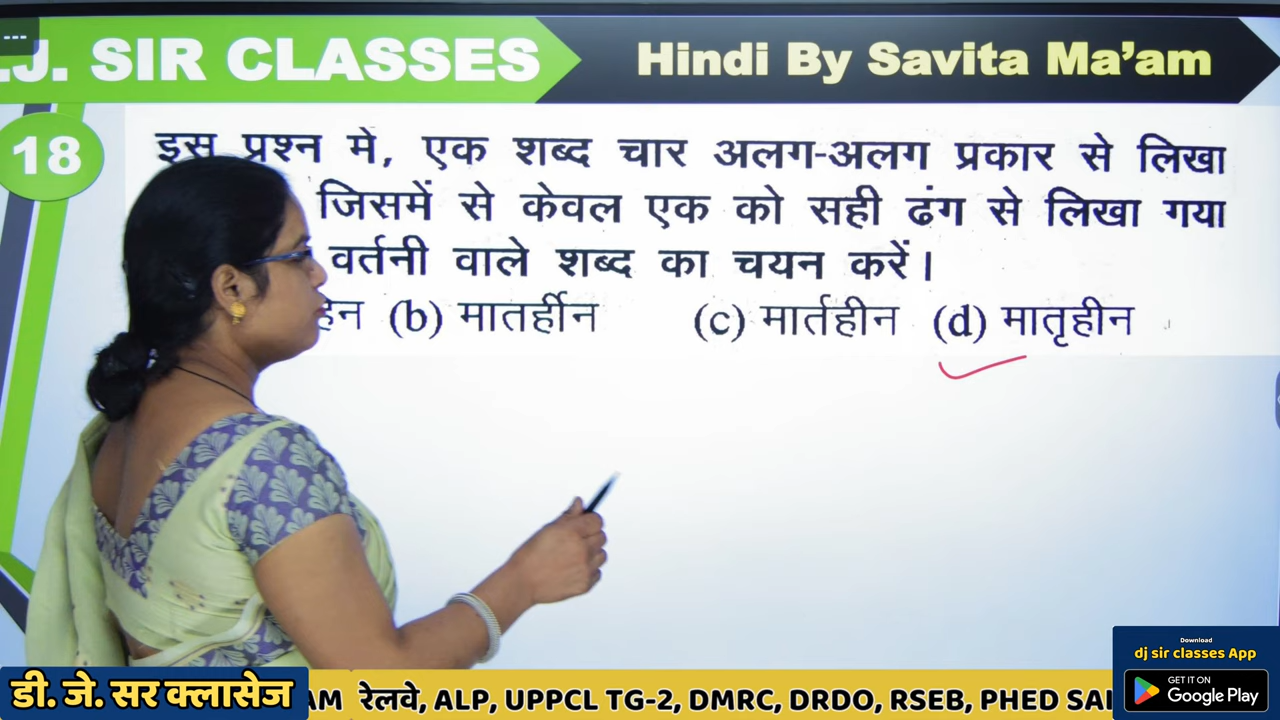 .J. SIR CLASSES
Hindi By Savita Ma’am
18
इस प्रश्न मे, एक शब्द चार अलग-अलग प्रकार से लिखा
जिसमें से केवल एक को सही ढंग से लिखा गया
वर्तनी वाले शब्द का चयन करें।
(b) मातर्हीन (c) मार्तहीन (d) मातृहीन
Download
dj sir classes App
GET IT ON
Google Play
डी. जे. सर क्लासेज
AM रेलवे, ALP, UPPCL TG-2, DMRC, DRDO, RSEB, PHED SAI